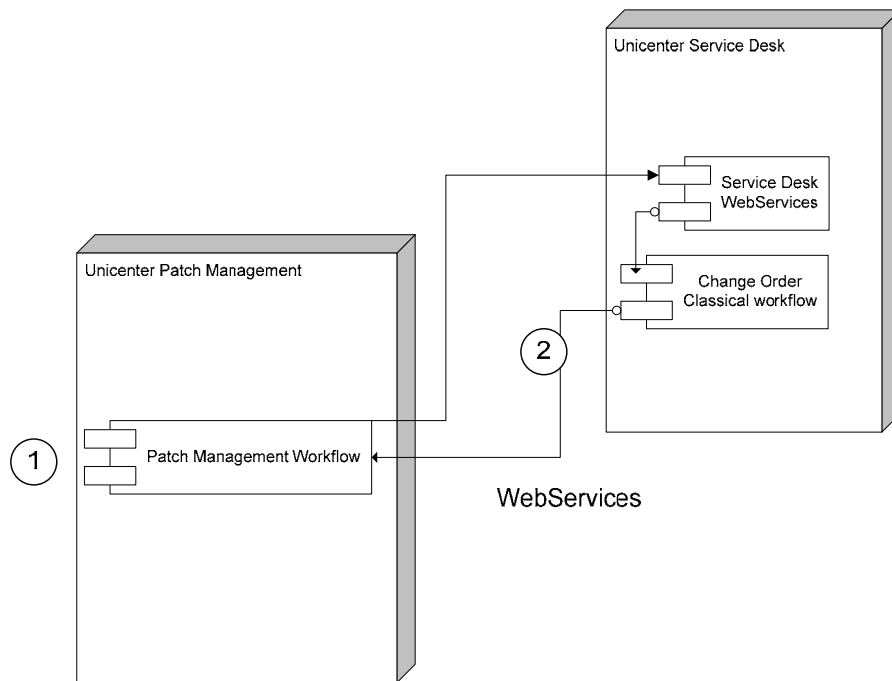 Unicenter Service Desk
Service Desk
WebServices
Unicenter Patch Management
Change Order
Classical workflow
2
1
Patch Management Workflow
WebServices